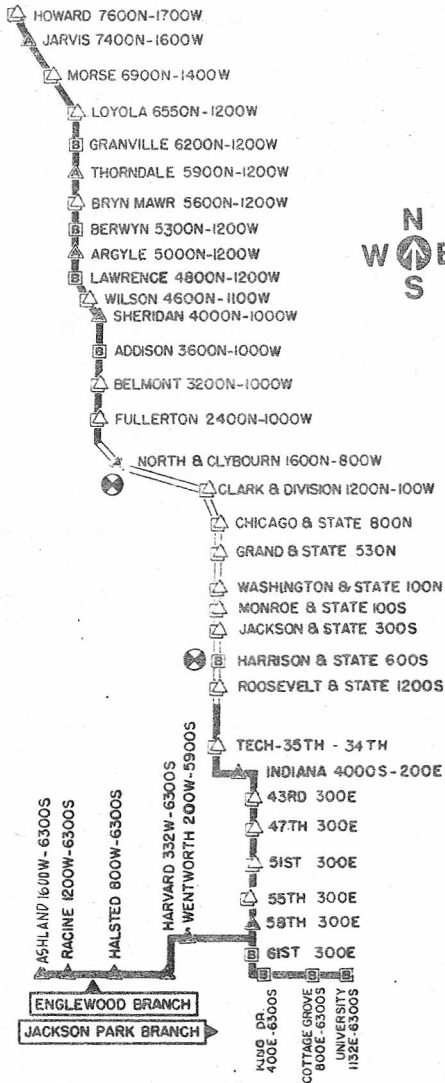 HOWARD 7600N-1700W
JARVIS 7400N-1600W
MORSE 6900N-1400W
LOYOLA 6550N-1200W
B GRANVILLE 6200N-1200W
THORNDALE 5900N-1200W
BRYN MAWR 5600N-1200W
B BERWYN 5300N-1200W
ARGYLE 5000N-1200W
B LAWRENCE 4800N-1200W
WILSON 4600N-1100W
SHERIDAN 4000N-1000W
B ADDISON 3600N-1000W
BELMONT 3200N-1000W
FULLERTON 2400N-1000W
N
W E
S
A NORTH & CLYBOURN 1600N-800W
CLARK & DIVISION 1200N-100W
CHICAGO & STATE 800N
GRAND & STATE 530N
WASHINGTON & STATE 100N
MONROE & STATE 100S
JACKSON & STATE 300S
B HARRISON & STATE 600S
ROOSEVELT & STATE 1200S
TECH-35TH - 34TH
INDIANA 4000S-200E
43RD 300E
47TH 300E
51ST 300E
55TH 300E
58TH 300E
B 61ST 300E
ASHLAND 1600W-6300S
RACINE 1200W-6300S
HALSTED 800W-6300S
HARVARD 332W-6300S
WENTWORTH 200W-5900S
ENGLEWOOD BRANCH
JACKSON PARK BRANCH
B B B
KING DR.
400E-6300S
COTTAGE GROVE
800E-6300S
UNIVERSITY
1132E-6300S